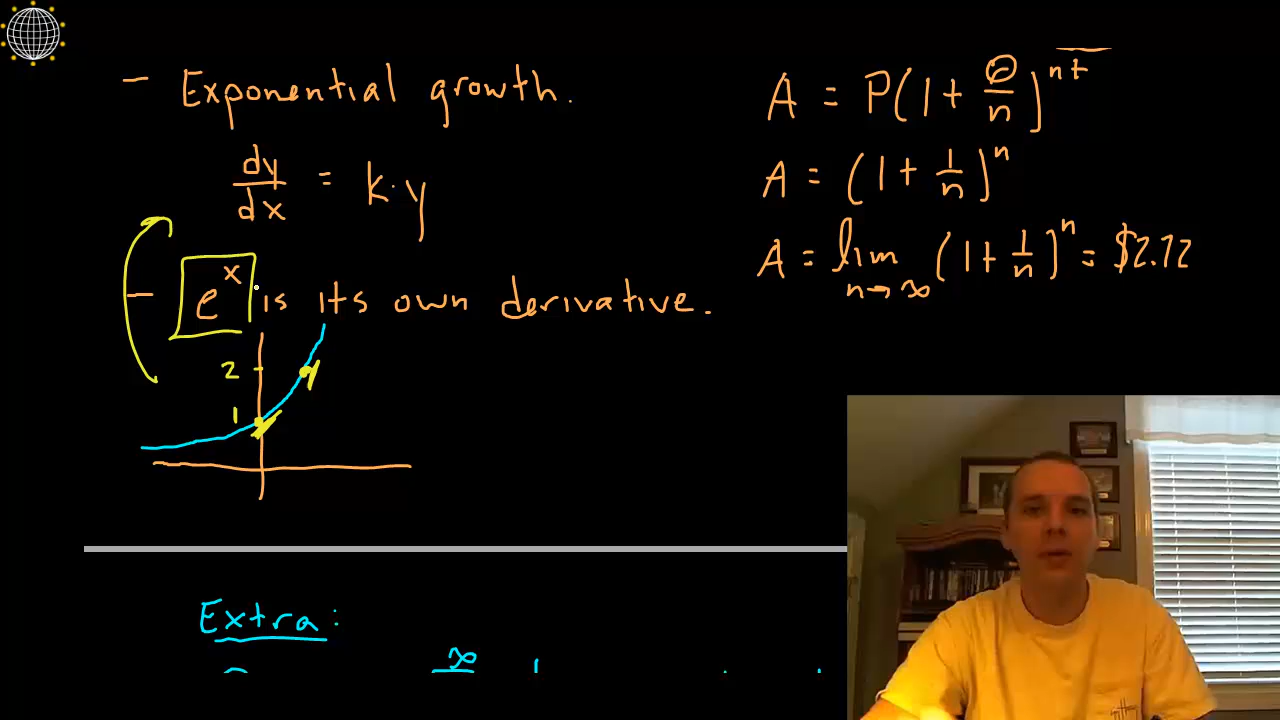 - Exponential growth.
dy/dx = k·y
- e^x is its own derivative.
2
1
A = P(1 + r/n)^nt
A = (1 + 1/n)^n
A = lim n→∞ (1 + 1/n)^n = $2.72
Extra:
∞